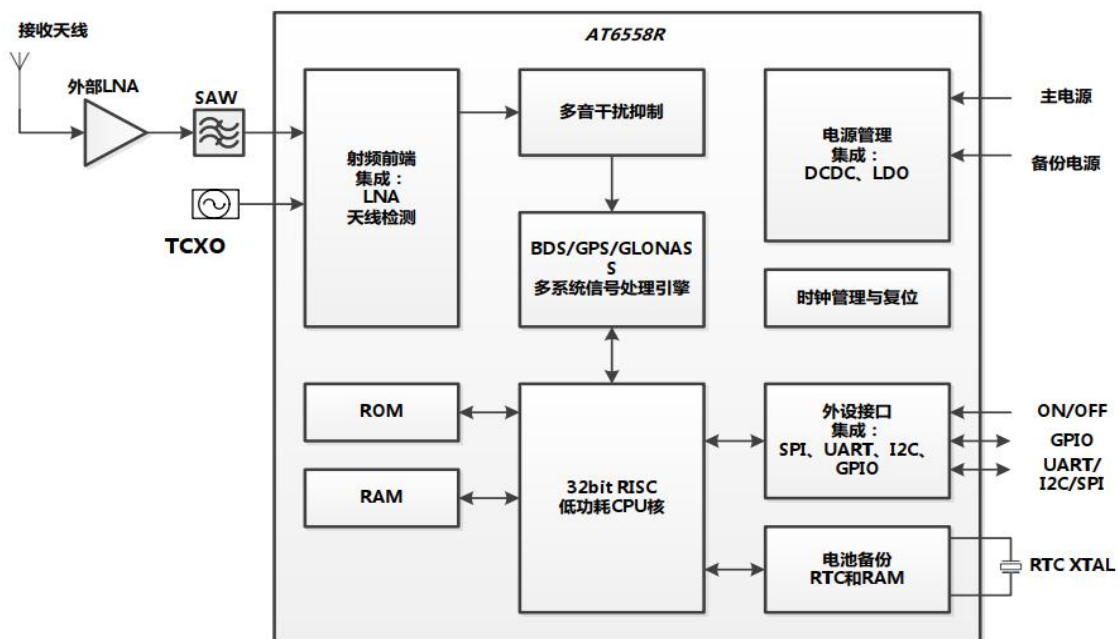 接收天线
AT6558R
外部LNA
SAW
TCXO
射频前端
集成：
LNA
天线检测
多音干扰抑制
BDS/GPS/GLONAS
S
多系统信号处理引擎
电源管理
集成：
DCDC、LDO
主电源
备份电源
时钟管理与复位
ROM
RAM
32bit RISC
低功耗CPU核
外设接口
集成：
SPI、UART、I2C、
GPIO
ON/OFF
GPIO
UART/
I2C/SPI
电池备份
RTC和RAM
RTC XTAL